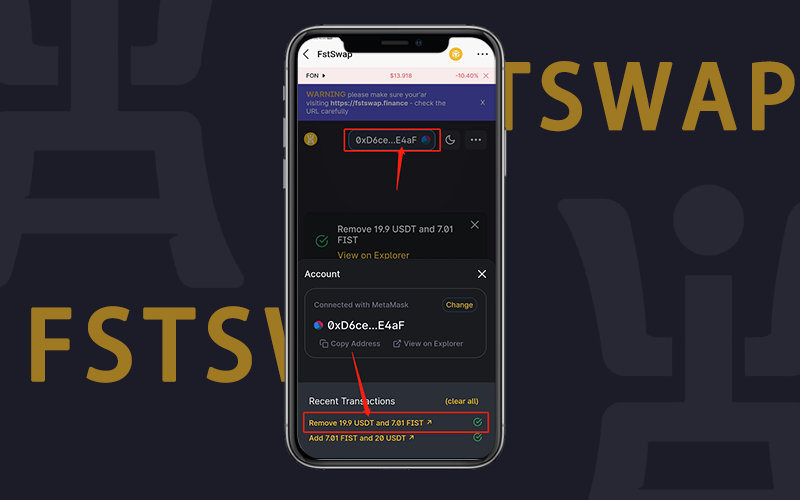 FstSwap
FON
$13.918
-10.40%
WARNING please make sure your'ar
visiting https://fstswap.finance - check the
URL carefully
X
0xD6ce...E4aF
Remove 19.9 USDT and 7.01
FIST
View on Explorer
Account
Connected with MetaMask
Change
0xD6ce...E4aF
Copy Address
View on Explorer
Recent Transactions
(clear all)
Remove 19.9 USDT and 7.01 FIST ↗
Add 7.01 FIST and 20 USDT ↗
TSWAP
FSTSW